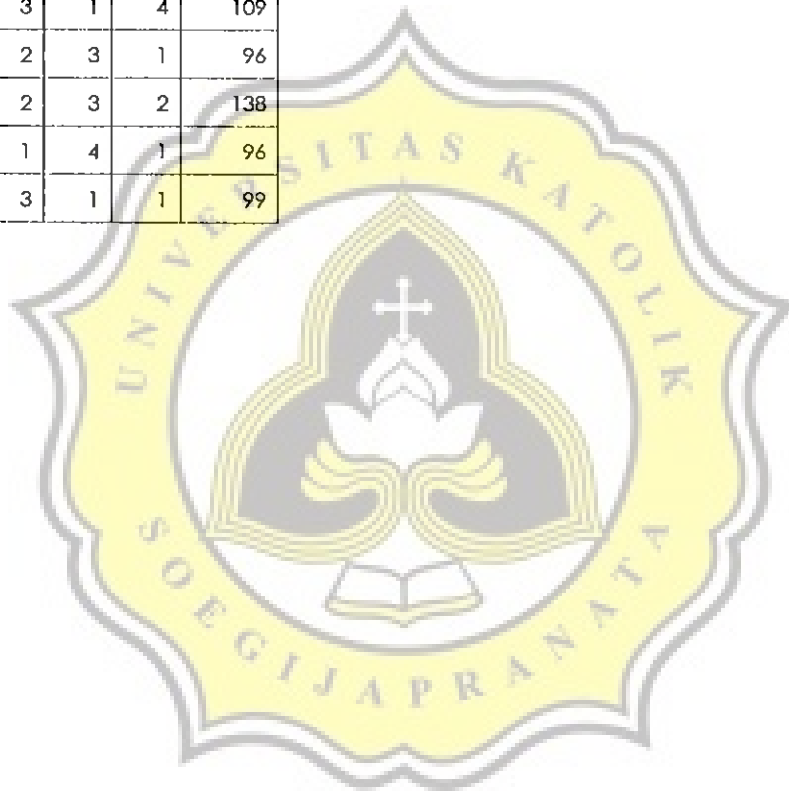 3 1 4 109
2 3 1 96
2 3 2 138
1 4 1 96
3 1 1 99
UNIVERSITAS KATOLIK
SOEGIJAPRANATA